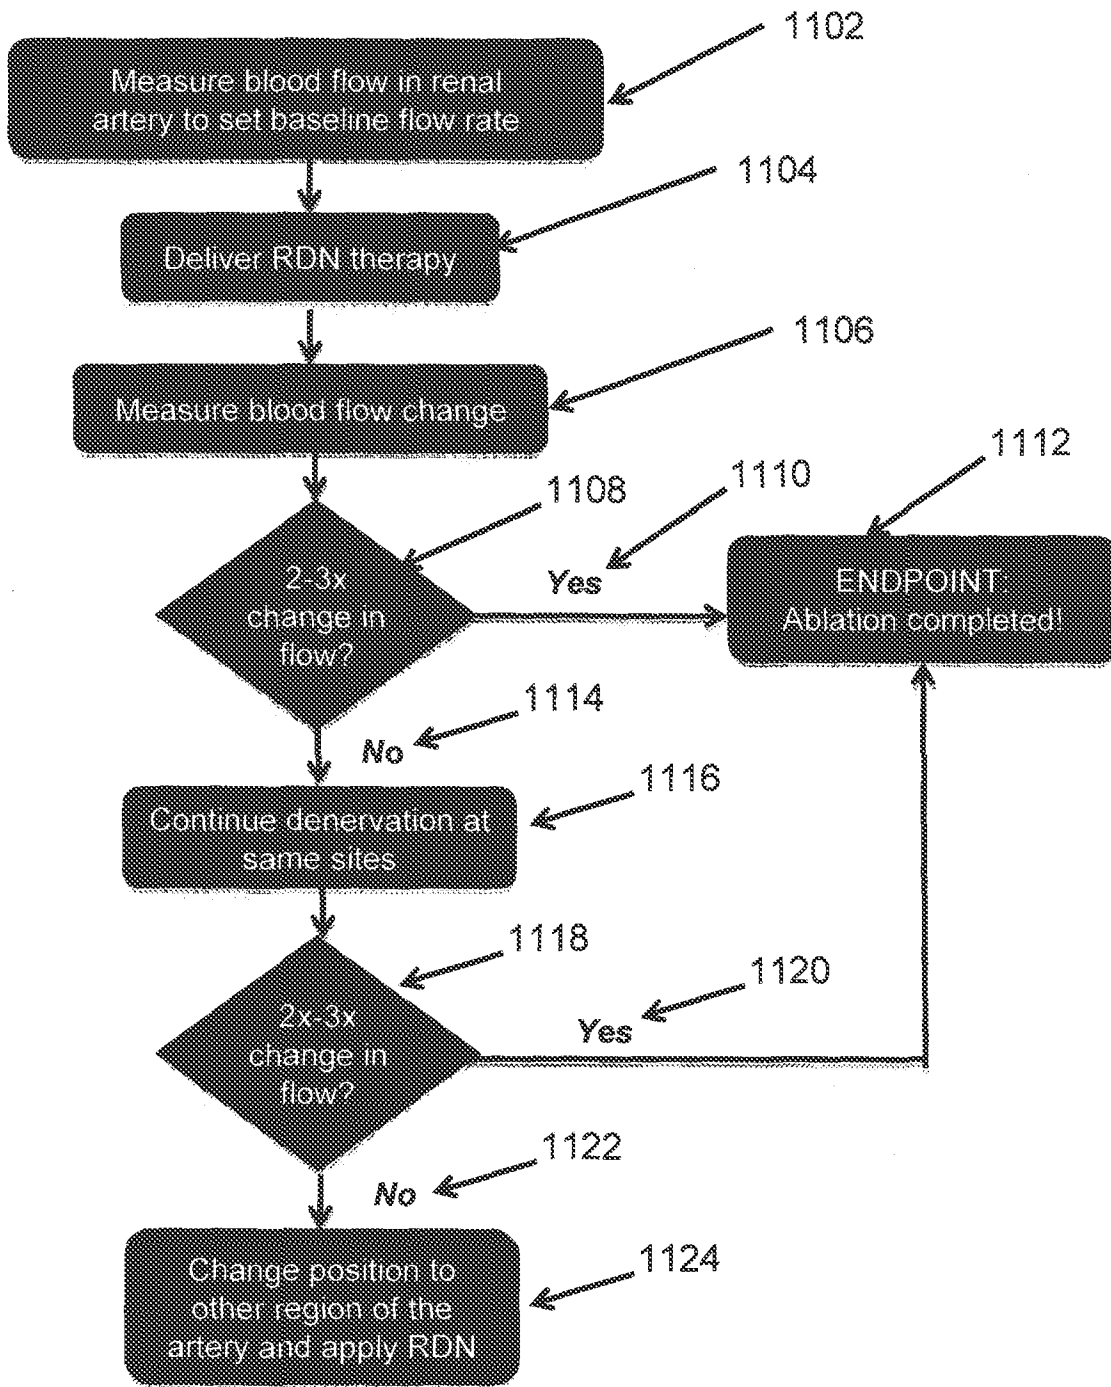 1102
Measure blood flow in renal
artery to set baseline flow rate
1104
Deliver RDN therapy
1106
Measure blood flow change
1108
1110
1112
2-3x
change in
flow?
Yes
ENDPOINT:
Ablation completed!
1114
No
1116
Continue denervation at
same sites
1118
1120
2x-3x
change in
flow?
Yes
1122
No
1124
Change position to
other region of the
artery and apply RDN